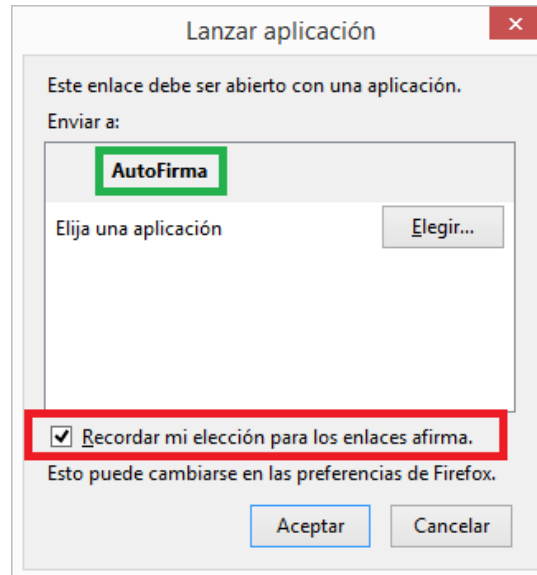 Lanzar aplicación
Este enlace debe ser abierto con una aplicación.
Enviar a:
AutoFirma
Elija una aplicación
Elegir...
Recordar mi elección para los enlaces afirma.
Esto puede cambiarse en las preferencias de Firefox.
Aceptar
Cancelar